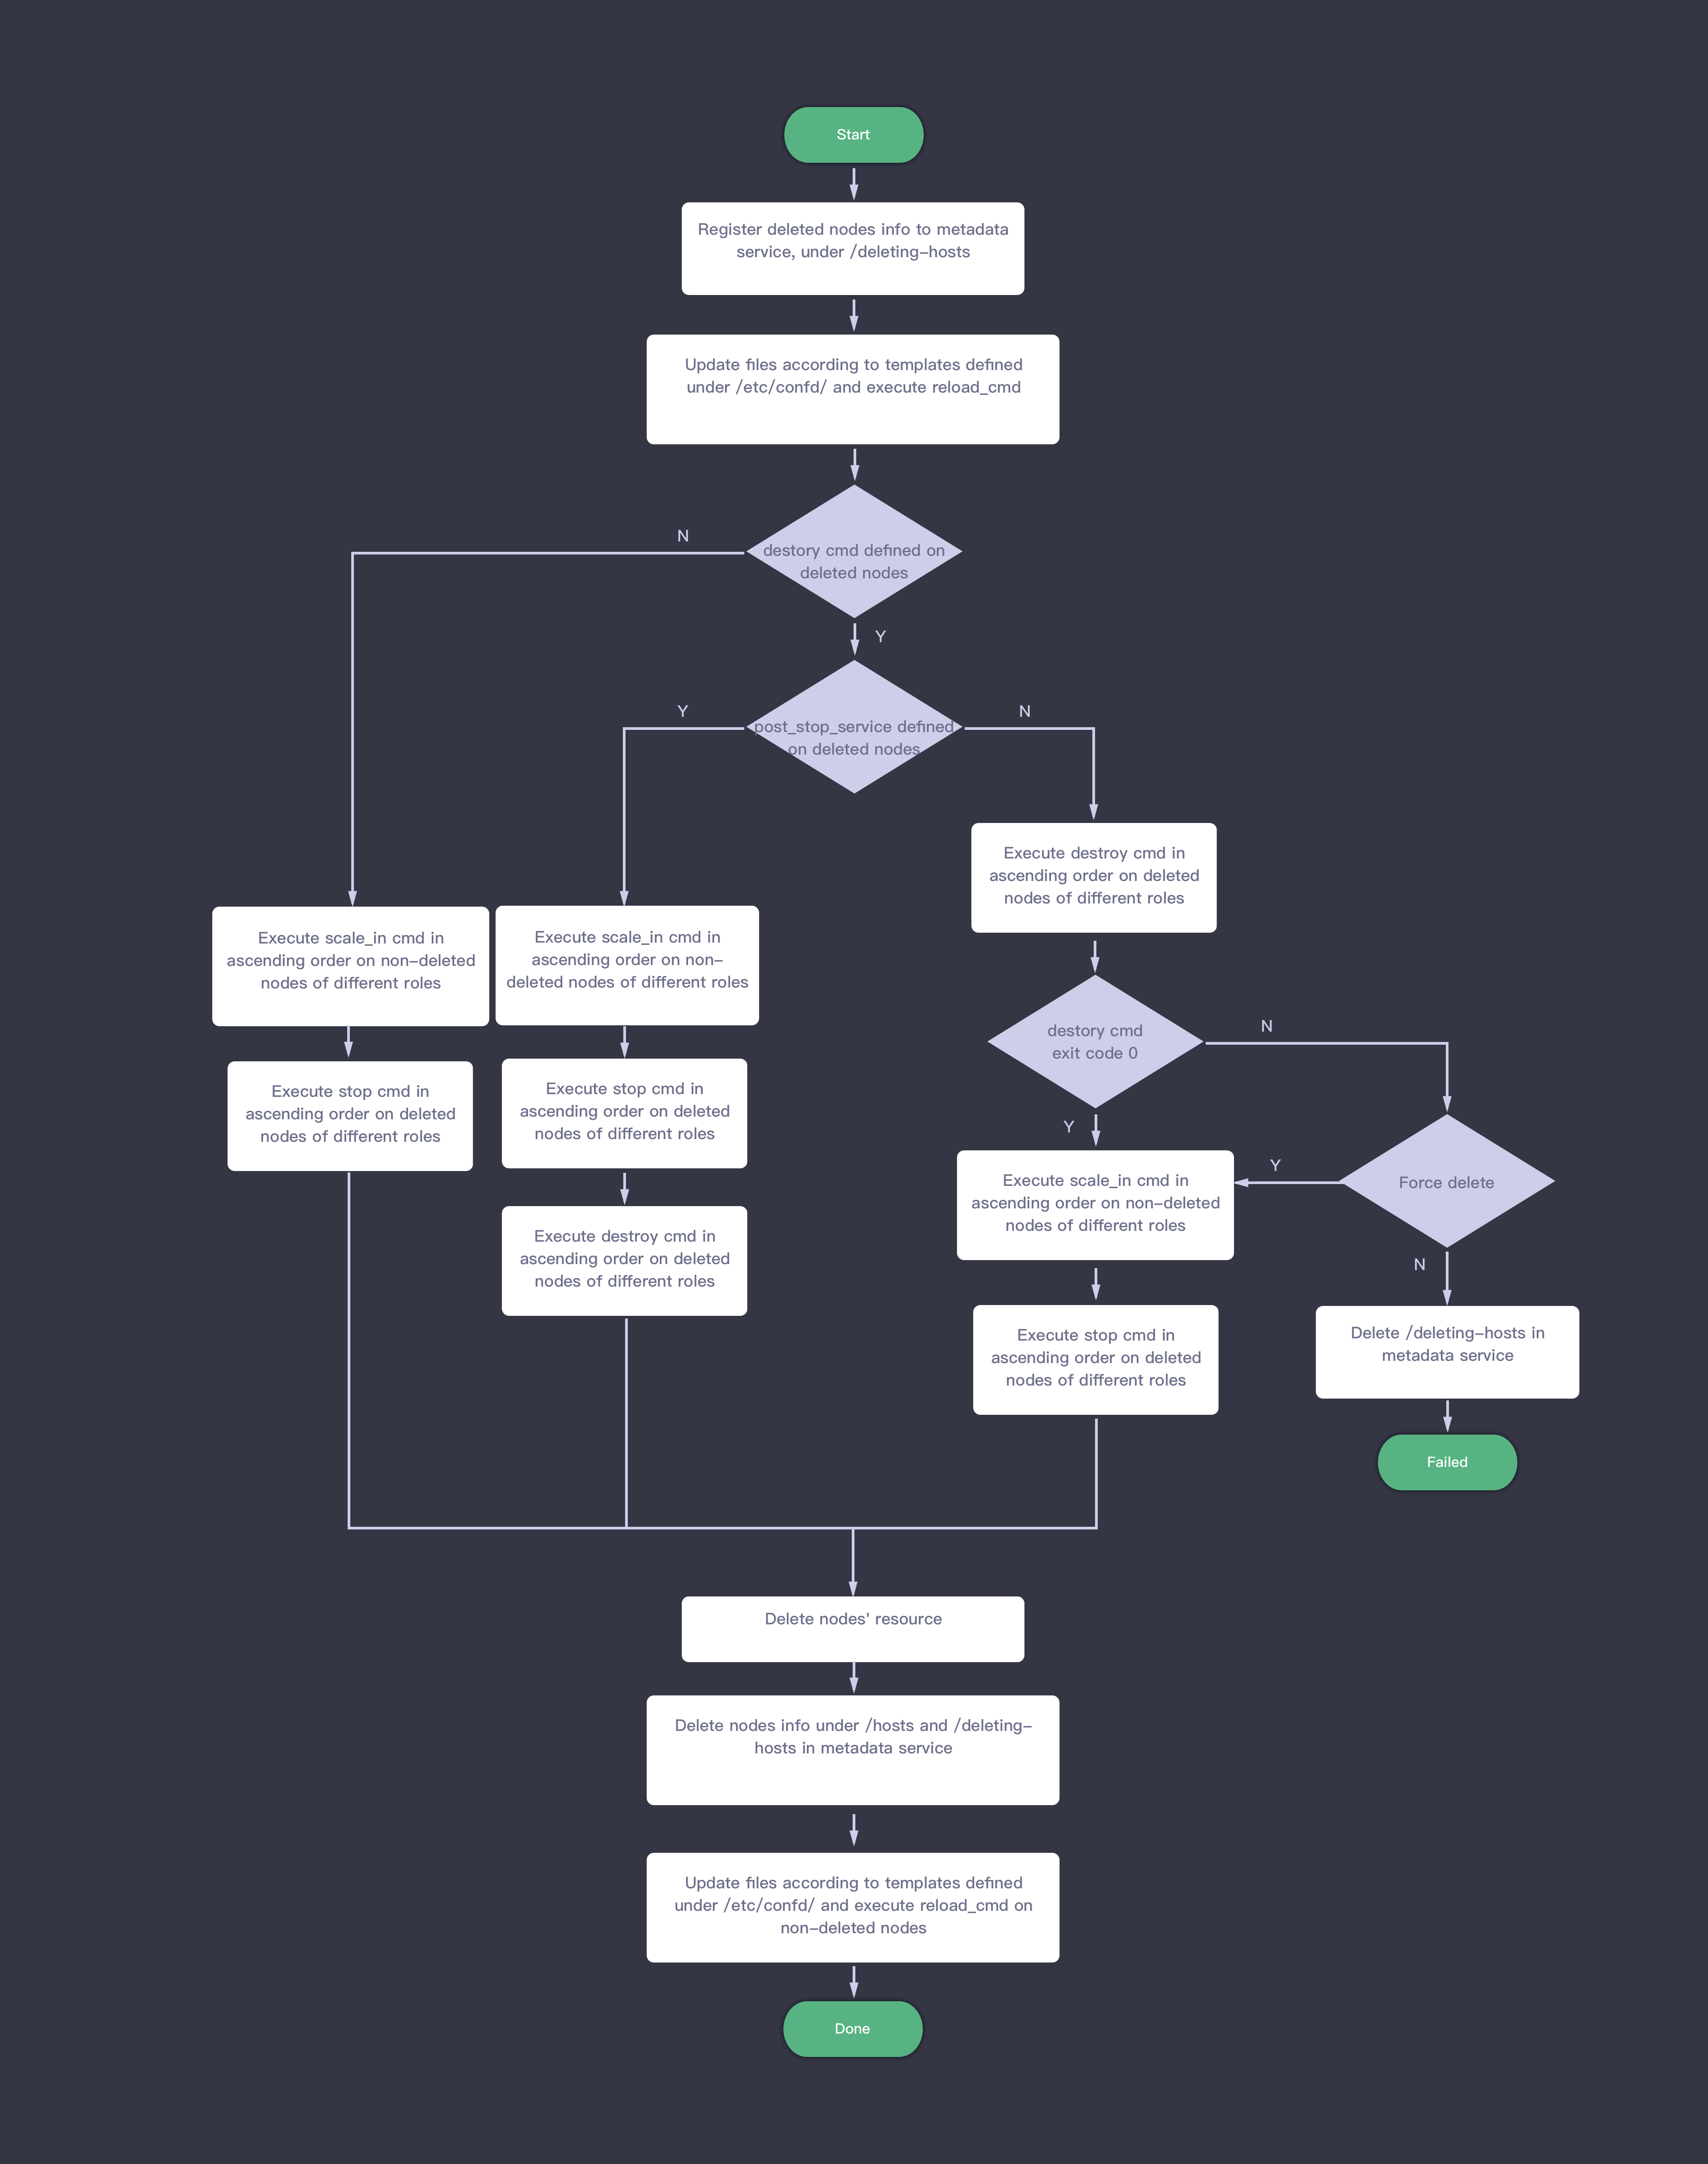 Start
Register deleted nodes info to metadata
service, under /deleting-hosts
Update files according to templates defined
under /etc/confd/ and execute reload_cmd
N
destory cmd defined on
deleted nodes
Y
Y
post_stop_service defined
on deleted nodes
N
Execute destroy cmd in
ascending order on deleted
nodes of different roles
Execute scale_in cmd in
ascending order on non-deleted
nodes of different roles
Execute scale_in cmd in
ascending order on non-
deleted nodes of different roles
destory cmd
exit code 0
N
Y
Execute stop cmd in
ascending order on deleted
nodes of different roles
Execute stop cmd in
ascending order on deleted
nodes of different roles
Execute scale_in cmd in
ascending order on non-deleted
nodes of different roles
Y
Force delete
N
Execute destroy cmd in
ascending order on deleted
nodes of different roles
Execute stop cmd in
ascending order on deleted
nodes of different roles
Delete /deleting-hosts in
metadata service
Failed
Delete nodes' resource
Delete nodes info under /hosts and /deleting-
hosts in metadata service
Update files according to templates defined
under /etc/confd/ and execute reload_cmd on
non-deleted nodes
Done